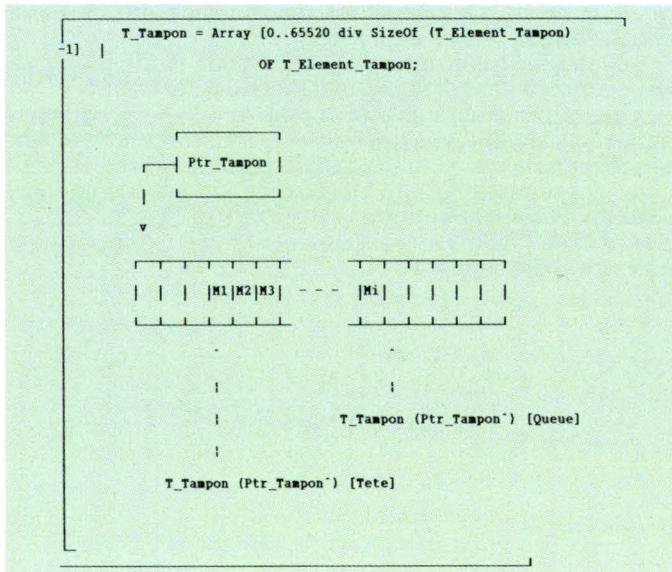 T_Tampon = Array [0..65520 div SizeOf (T_Element_Tampon)
-1] |
OF T_Element_Tampon;
Ptr_Tampon
|M1|M2|M3| - - - |Mi|
T_Tampon (Ptr_Tampon^) [Queue]
T_Tampon (Ptr_Tampon^) [Tete]